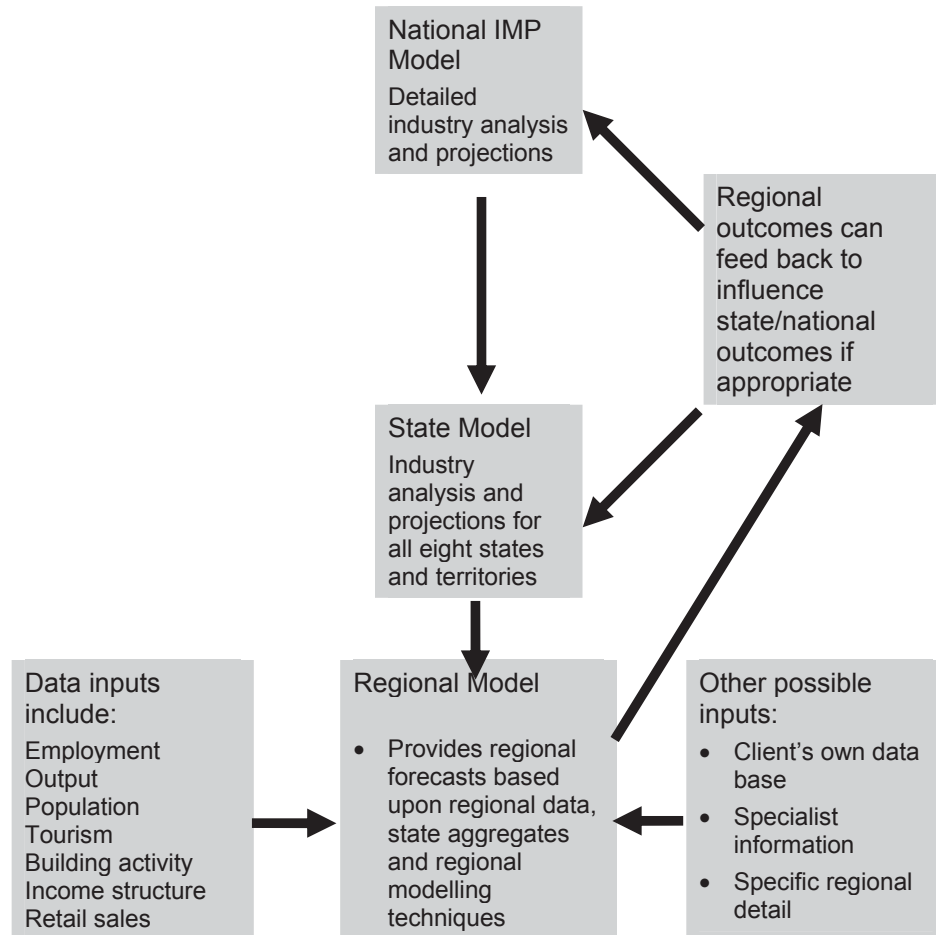 National IMP
Model
Detailed
industry analysis
and projections
Regional
outcomes can
feed back to
influence
state/national
outcomes if
appropriate
State Model
Industry
analysis and
projections for
all eight states
and territories
Data inputs
include:
Employment
Output
Population
Tourism
Building activity
Income structure
Retail sales
Regional Model
• Provides regional
forecasts based
upon regional data,
state aggregates
and regional
modelling
techniques
Other possible
inputs:
• Client's own data
base
• Specialist
information
• Specific regional
detail